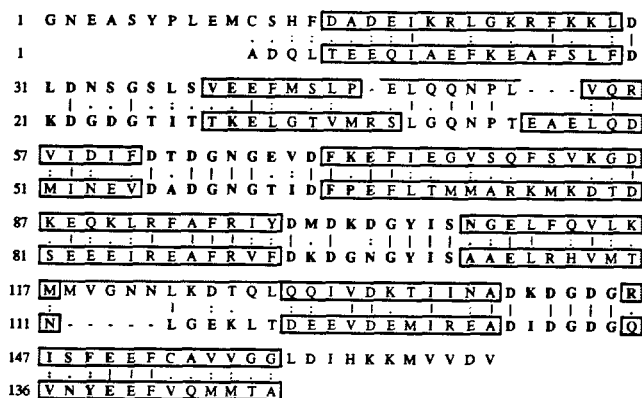 1 G N E A S Y P L E M C S H F D A D E I K R L G K R F K K L D
1 A D Q L T E E Q I A E F K E A F S L F D
31 L D N S G S L S V E E F M S L P - E L Q Q N P L - - - V Q R
21 K D G D G T I T T K E L G T V M R S L G Q N P T E A E L Q D
57 V I D I F D T D G N G E V D F K E F I E G V S Q F S V K G D
51 M I N E V D A D G N G T I D F P E F L T M M A R K M K D T D
87 K E Q K L R F A F R I Y D M D K D G Y I S N G E L F Q V L K
81 S E E E I R E A F R V F D K D G N G Y I S A A E L R H V M T
117 M M V G N N L K D T Q L Q Q I V D K T I I N A D K D G D G R
111 N - - - - - L G E K L T D E E V D E M I R E A D I D G D G Q
147 I S F E E F C A V V G G L D I H K K M V V D V
136 V N Y E E F V Q M M T A